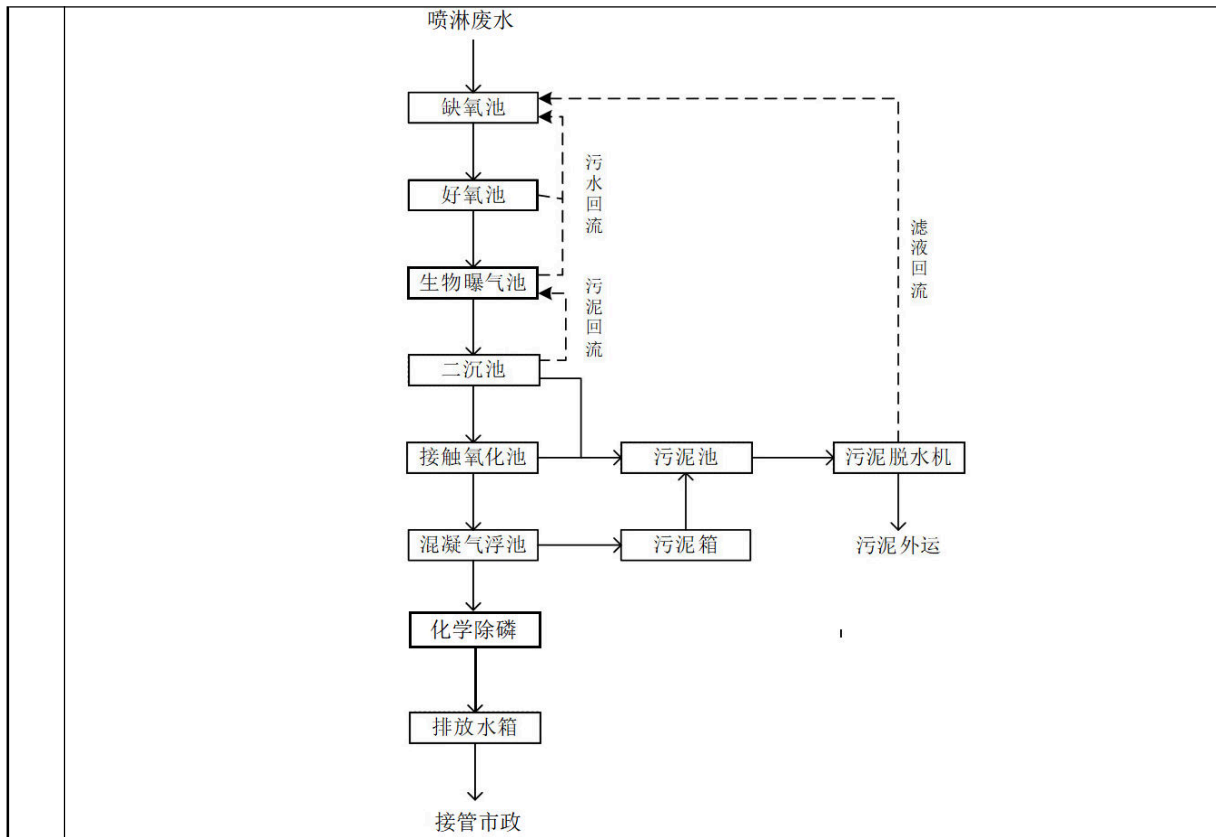 喷淋废水
缺氧池
好氧池
污水回流
滤液回流
生物曝气池
污泥回流
二沉池
接触氧化池
污泥池
污泥脱水机
混凝气浮池
污泥箱
污泥外运
化学除磷
排放水箱
接管市政